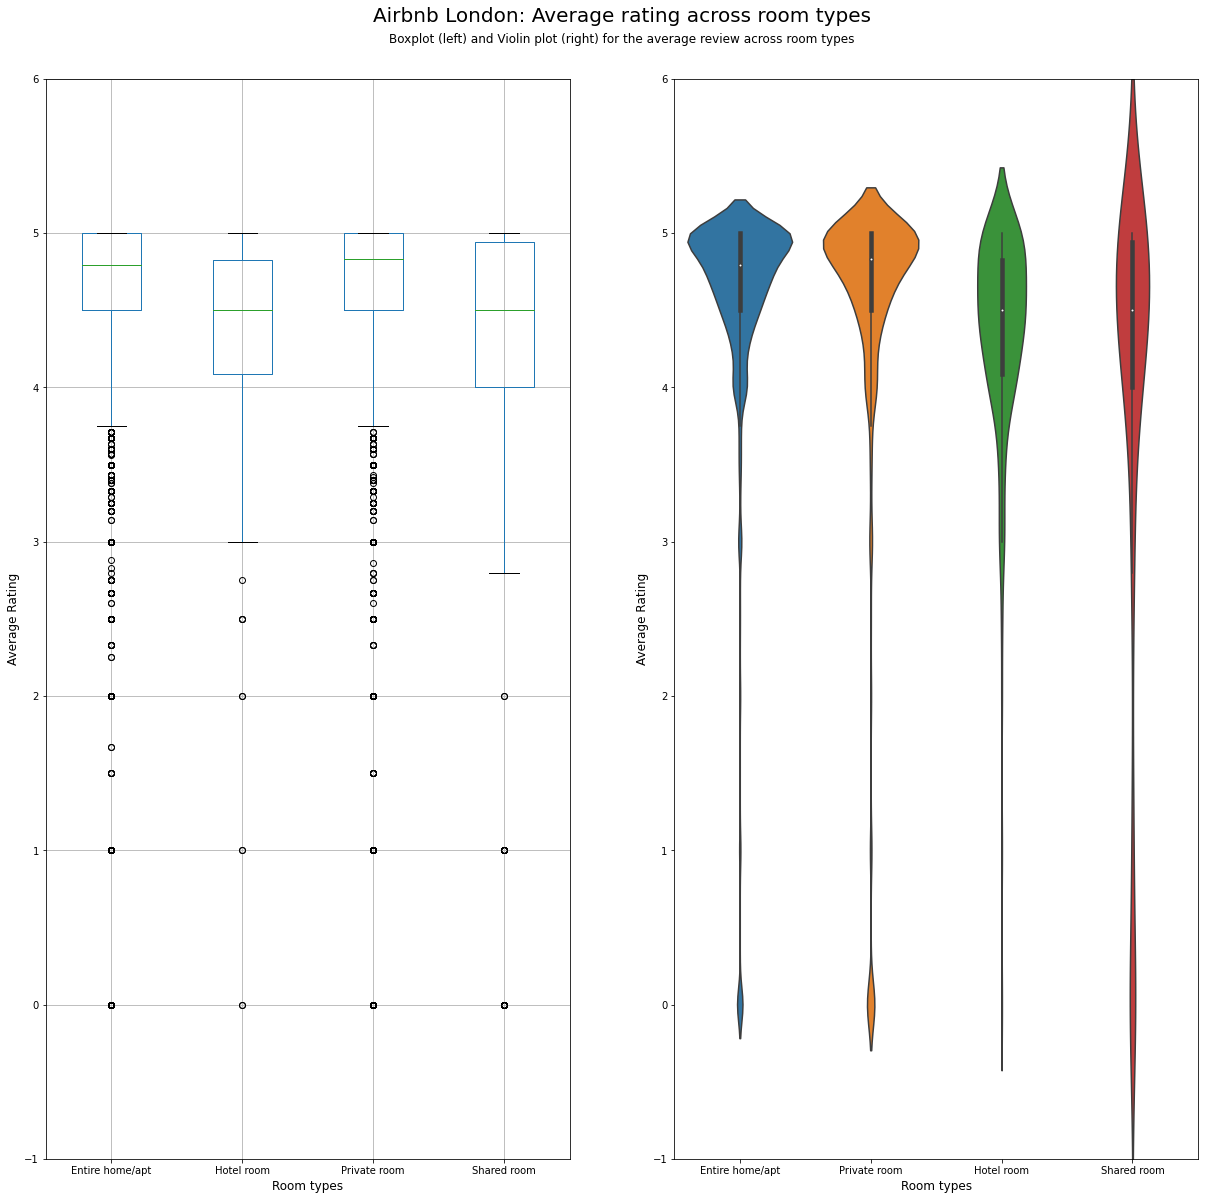 Airbnb London: Average rating across room types
Boxplot (left) and Violin plot (right) for the average review across room types
6
5
4
3
2
1
0
−1
Average Rating
Entire home/apt
Hotel room
Private room
Shared room
Room types
6
5
4
3
2
1
0
−1
Average Rating
Entire home/apt
Private room
Hotel room
Shared room
Room types